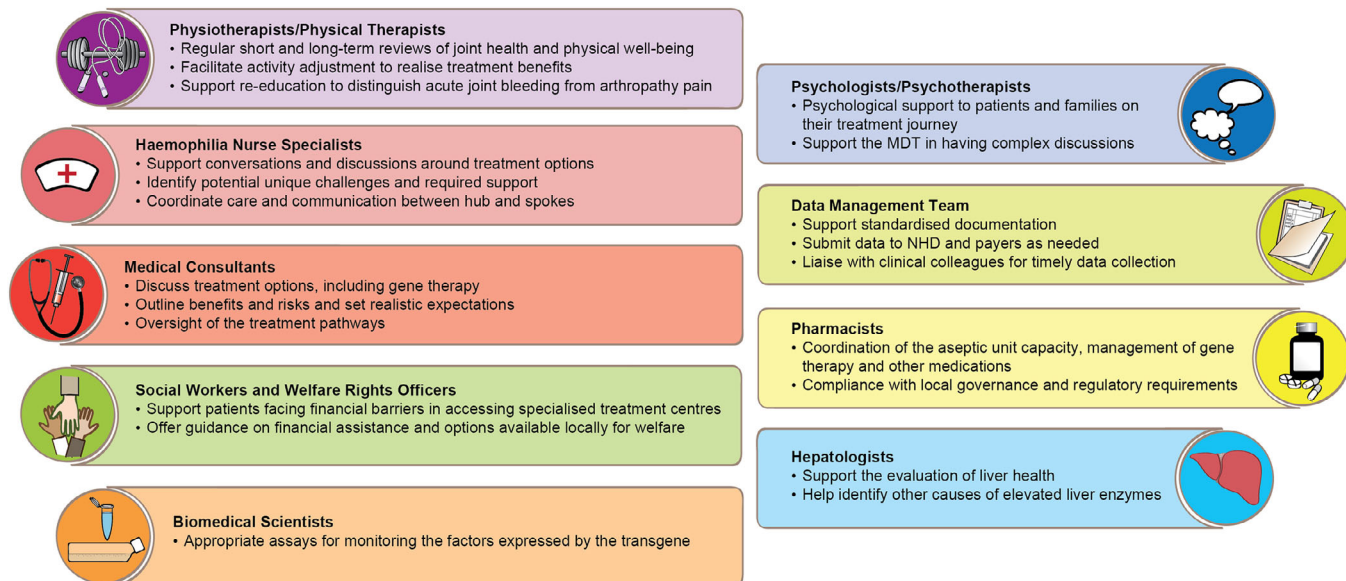 Physiotherapists/Physical Therapists
• Regular short and long-term reviews of joint health and physical well-being
• Facilitate activity adjustment to realise treatment benefits
• Support re-education to distinguish acute joint bleeding from arthropathy pain
Haemophilia Nurse Specialists
• Support conversations and discussions around treatment options
• Identify potential unique challenges and required support
• Coordinate care and communication between hub and spokes
Medical Consultants
• Discuss treatment options, including gene therapy
• Outline benefits and risks and set realistic expectations
• Oversight of the treatment pathways
Social Workers and Welfare Rights Officers
• Support patients facing financial barriers in accessing specialised treatment centres
• Offer guidance on financial assistance and options available locally for welfare
Biomedical Scientists
• Appropriate assays for monitoring the factors expressed by the transgene
Psychologists/Psychotherapists
• Psychological support to patients and families on
their treatment journey
• Support the MDT in having complex discussions
Data Management Team
• Support standardised documentation
• Submit data to NHD and payers as needed
• Liaise with clinical colleagues for timely data collection
Pharmacists
• Coordination of the aseptic unit capacity, management of gene
therapy and other medications
• Compliance with local governance and regulatory requirements
Hepatologists
• Support the evaluation of liver health
• Help identify other causes of elevated liver enzymes